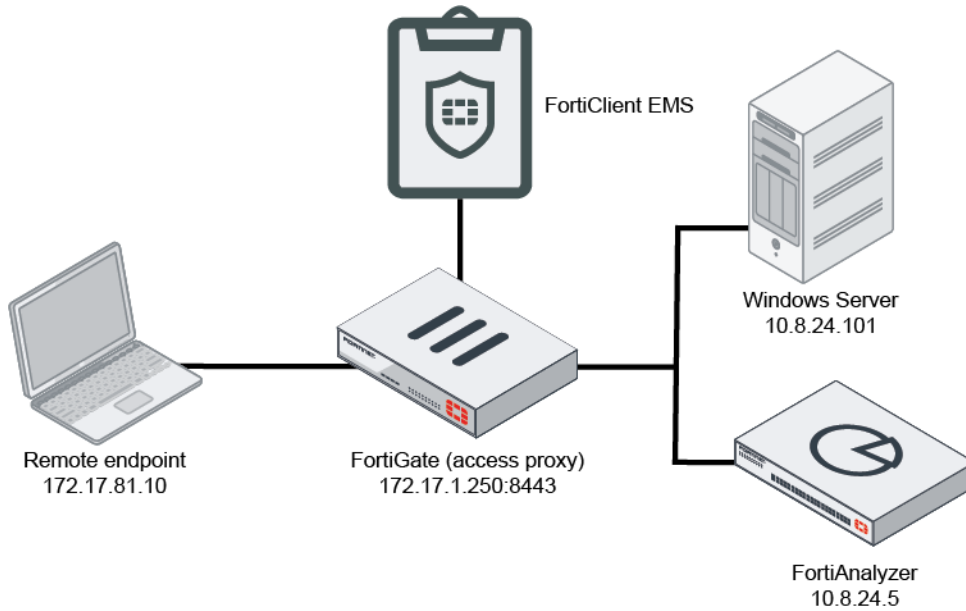 FortiClient EMS
Windows Server
10.8.24.101
Remote endpoint
172.17.81.10
FortiGate (access proxy)
172.17.1.250:8443
FortiAnalyzer
10.8.24.5